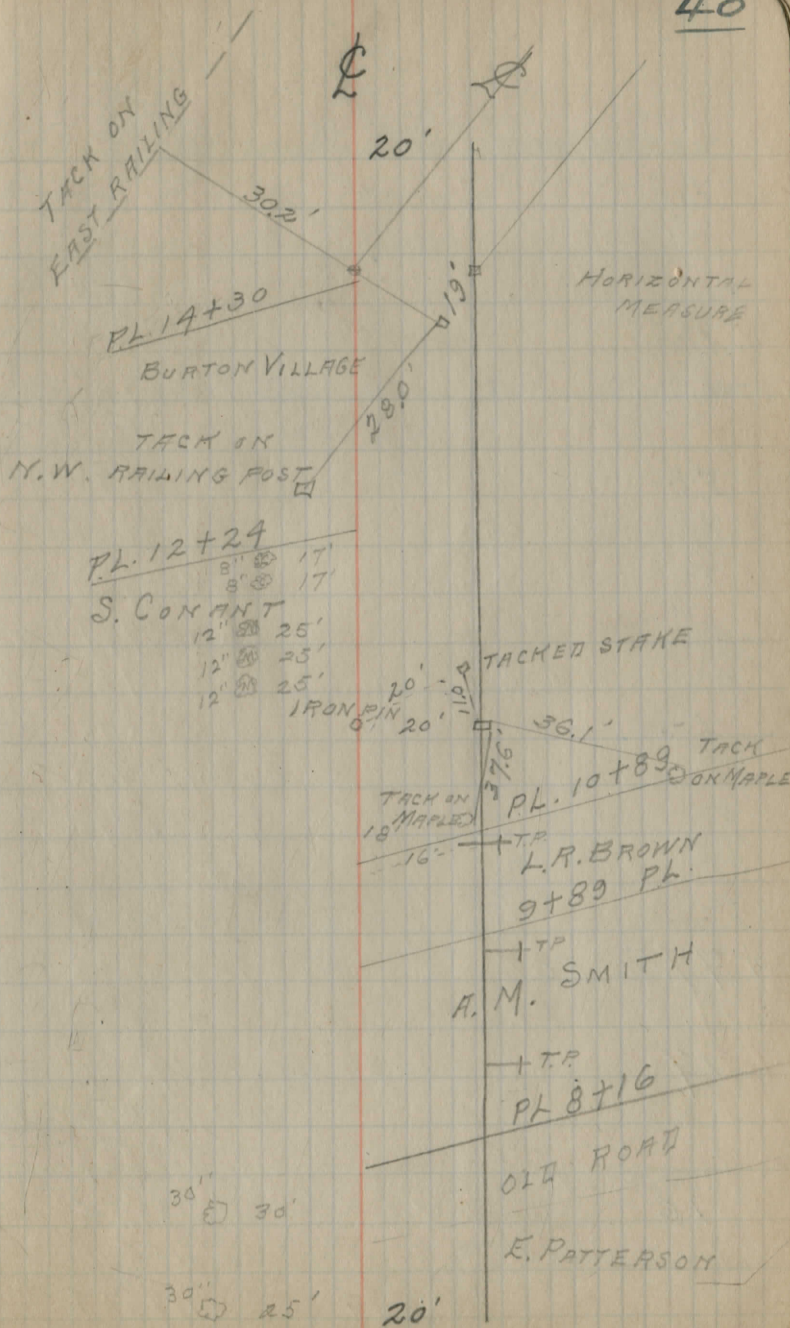 40
℄
℄
20'
TACK ON
EAST RAILING
30.2'
19'
HORIZONTAL
MEASURE
PL. 14+30
BURTON VILLAGE
28.0'
TACK ON
N.W. RAILING POST
PL. 12+24
8" 17'
8" 17'
S. CONANT
12" 25'
12" 25'
12" 25'
TACKED STAKE
20'
11.0'
IRON PIN
20'
36.1'
37.6'
TACK
ON MAPLE
PL. 10+89
TACK ON
MAPLE
18"
16'
T.P.
L.R. BROWN
9+89 PL.
T.P.
A. M. SMITH
T.P.
PL 8+16
OLD ROAD
30" 30'
E. PATTERSON
30" 25'
20'